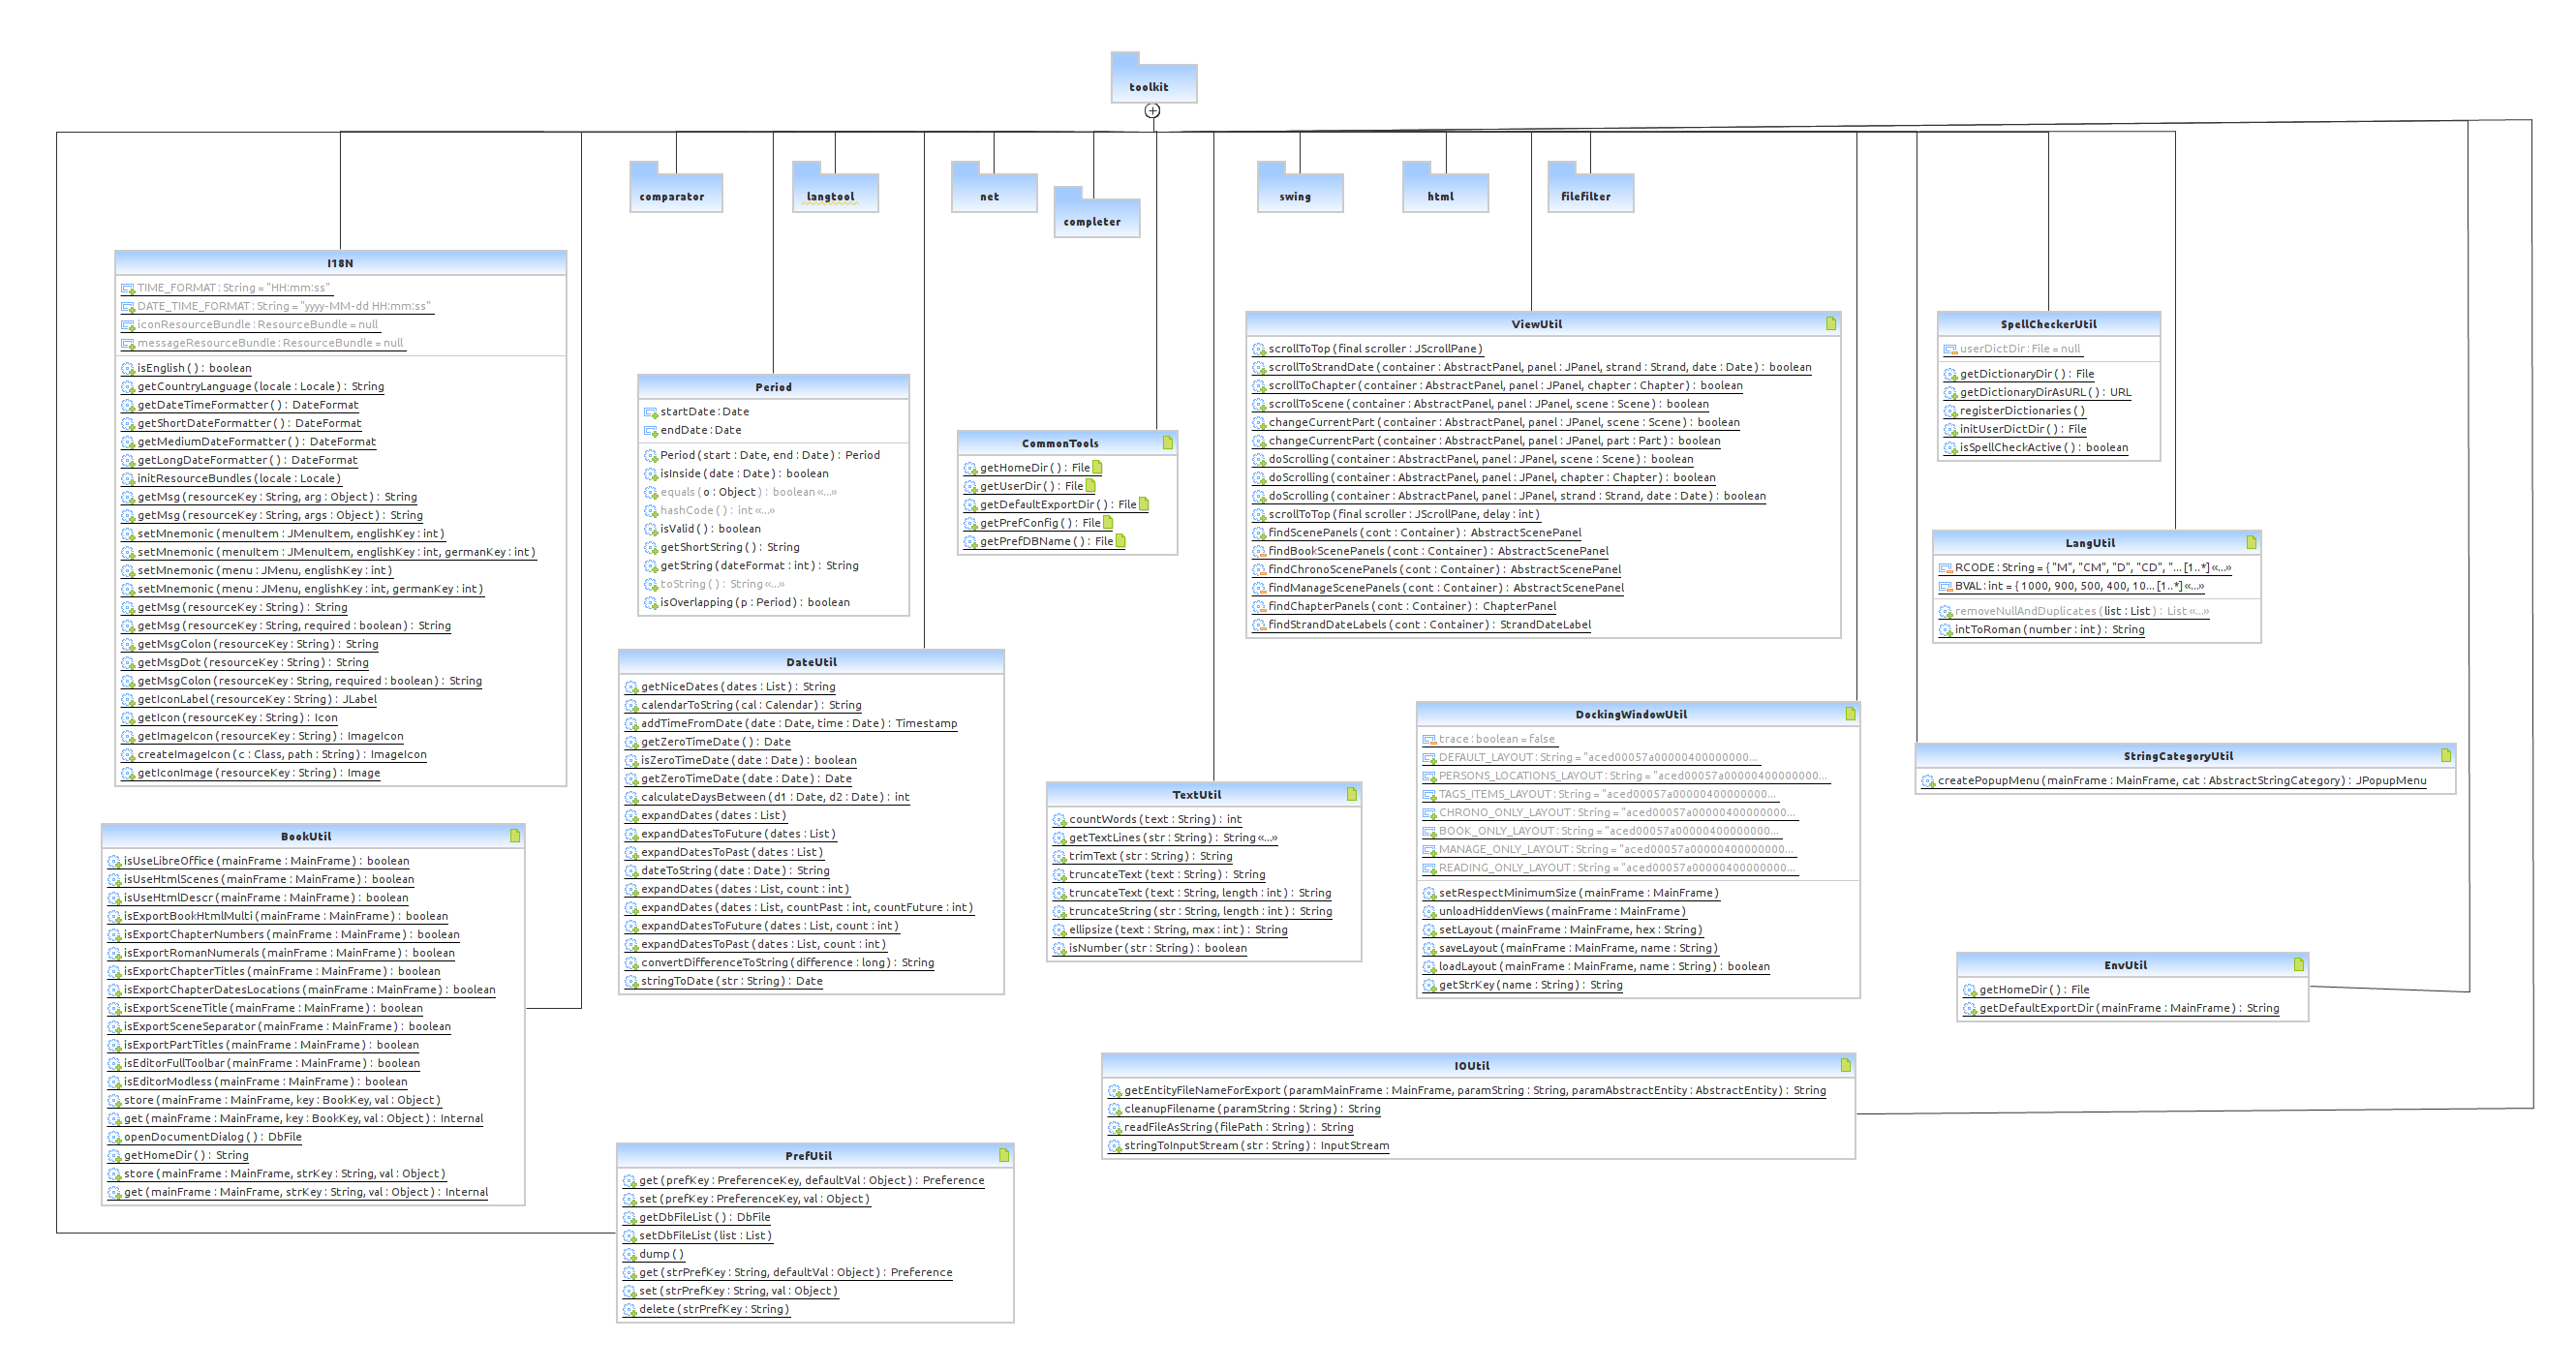 toolkit
comparator
langtool
net
completer
swing
html
filefilter
I18N
TIME_FORMAT : String = "HH:mm:ss"
DATE_TIME_FORMAT : String = "yyyy-MM-dd HH:mm:ss"
iconResourceBundle : ResourceBundle = null
messageResourceBundle : ResourceBundle = null
isEnglish ( ) : boolean
getCountryLanguage ( locale : Locale ) : String
getDateTimeFormatter ( ) : DateFormat
getShortDateFormatter ( ) : DateFormat
getMediumDateFormatter ( ) : DateFormat
getLongDateFormatter ( ) : DateFormat
initResourceBundles ( locale : Locale )
getMsg ( resourceKey : String, arg : Object ) : String
getMsg ( resourceKey : String, args : Object ) : String
setMnemonic ( menuItem : JMenuItem, englishKey : int )
setMnemonic ( menuItem : JMenuItem, englishKey : int, germanKey : int )
setMnemonic ( menu : JMenu, englishKey : int )
setMnemonic ( menu : JMenu, englishKey : int, germanKey : int )
getMsg ( resourceKey : String ) : String
getMsg ( resourceKey : String, required : boolean ) : String
getMsgColon ( resourceKey : String ) : String
getMsgDot ( resourceKey : String ) : String
getMsgColon ( resourceKey : String, required : boolean ) : String
getIconLabel ( resourceKey : String ) : JLabel
getIcon ( resourceKey : String ) : Icon
getImageIcon ( resourceKey : String ) : ImageIcon
createImageIcon ( c : Class, path : String ) : ImageIcon
getIconImage ( resourceKey : String ) : Image
BookUtil
isUseLibreOffice ( mainFrame : MainFrame ) : boolean
isUseHtmlScenes ( mainFrame : MainFrame ) : boolean
isUseHtmlDescr ( mainFrame : MainFrame ) : boolean
isExportBookHtmlMulti ( mainFrame : MainFrame ) : boolean
isExportChapterNumbers ( mainFrame : MainFrame ) : boolean
isExportRomanNumerals ( mainFrame : MainFrame ) : boolean
isExportChapterTitles ( mainFrame : MainFrame ) : boolean
isExportChapterDatesLocations ( mainFrame : MainFrame ) : boolean
isExportSceneTitle ( mainFrame : MainFrame ) : boolean
isExportSceneSeparator ( mainFrame : MainFrame ) : boolean
isExportPartTitles ( mainFrame : MainFrame ) : boolean
isEditorFullToolbar ( mainFrame : MainFrame ) : boolean
isEditorModless ( mainFrame : MainFrame ) : boolean
store ( mainFrame : MainFrame, key : BookKey, val : Object )
get ( mainFrame : MainFrame, key : BookKey, val : Object ) : Internal
openDocumentDialog ( ) : DbFile
getHomeDir ( ) : String
store ( mainFrame : MainFrame, strKey : String, val : Object )
get ( mainFrame : MainFrame, strKey : String, val : Object ) : Internal
Period
startDate : Date
endDate : Date
Period ( start : Date, end : Date ) : Period
isInside ( date : Date ) : boolean
equals ( o : Object ) : boolean «...»
hashCode ( ) : int «...»
isValid ( ) : boolean
getShortString ( ) : String
getString ( dateFormat : int ) : String
toString ( ) : String «...»
isOverlapping ( p : Period ) : boolean
DateUtil
getNiceDates ( dates : List ) : String
calendarToString ( cal : Calendar ) : String
addTimeFromDate ( date : Date, time : Date ) : Timestamp
getZeroTimeDate ( ) : Date
isZeroTimeDate ( date : Date ) : boolean
getZeroTimeDate ( date : Date ) : Date
calculateDaysBetween ( d1 : Date, d2 : Date ) : int
expandDates ( dates : List )
expandDatesToFuture ( dates : List )
expandDatesToPast ( dates : List )
dateToString ( date : Date ) : String
expandDates ( dates : List, count : int )
expandDates ( dates : List, countPast : int, countFuture : int )
expandDatesToFuture ( dates : List, count : int )
expandDatesToPast ( dates : List, count : int )
convertDifferenceToString ( difference : long ) : String
stringToDate ( str : String ) : Date
PrefUtil
get ( prefKey : PreferenceKey, defaultVal : Object ) : Preference
set ( prefKey : PreferenceKey, val : Object )
getDbFileList ( ) : DbFile
setDbFileList ( list : List )
dump ( )
get ( strPrefKey : String, defaultVal : Object ) : Preference
set ( strPrefKey : String, val : Object )
delete ( strPrefKey : String )
CommonTools
getHomeDir ( ) : File
getUserDir ( ) : File
getDefaultExportDir ( ) : File
getPrefConfig ( ) : File
getPrefDBName ( ) : File
TextUtil
countWords ( text : String ) : int
getTextLines ( str : String ) : String «...»
trimText ( str : String ) : String
truncateText ( text : String ) : String
truncateText ( text : String, length : int ) : String
truncateString ( str : String, length : int ) : String
ellipsize ( text : String, max : int ) : String
isNumber ( str : String ) : boolean
ViewUtil
scrollToTop ( final scroller : JScrollPane )
scrollToStrandDate ( container : AbstractPanel, panel : JPanel, strand : Strand, date : Date ) : boolean
scrollToChapter ( container : AbstractPanel, panel : JPanel, chapter : Chapter ) : boolean
scrollToScene ( container : AbstractPanel, panel : JPanel, scene : Scene ) : boolean
changeCurrentPart ( container : AbstractPanel, panel : JPanel, scene : Scene ) : boolean
changeCurrentPart ( container : AbstractPanel, panel : JPanel, part : Part ) : boolean
doScrolling ( container : AbstractPanel, panel : JPanel, scene : Scene ) : boolean
doScrolling ( container : AbstractPanel, panel : JPanel, chapter : Chapter ) : boolean
doScrolling ( container : AbstractPanel, panel : JPanel, strand : Strand, date : Date ) : boolean
scrollToTop ( final scroller : JScrollPane, delay : int )
findScenePanels ( cont : Container ) : AbstractScenePanel
findBookScenePanels ( cont : Container ) : AbstractScenePanel
findChronoScenePanels ( cont : Container ) : AbstractScenePanel
findManageScenePanels ( cont : Container ) : AbstractScenePanel
findChapterPanels ( cont : Container ) : ChapterPanel
findStrandDateLabels ( cont : Container ) : StrandDateLabel
DockingWindowUtil
trace : boolean = false
DEFAULT_LAYOUT : String = "aced00057a00000400000000...
PERSONS_LOCATIONS_LAYOUT : String = "aced00057a00000400000000...
TAGS_ITEMS_LAYOUT : String = "aced00057a00000400000000...
CHRONO_ONLY_LAYOUT : String = "aced00057a00000400000000...
BOOK_ONLY_LAYOUT : String = "aced00057a00000400000000...
MANAGE_ONLY_LAYOUT : String = "aced00057a00000400000000...
READING_ONLY_LAYOUT : String = "aced00057a00000400000000...
setRespectMinimumSize ( mainFrame : MainFrame )
unloadHiddenViews ( mainFrame : MainFrame )
setLayout ( mainFrame : MainFrame, hex : String )
saveLayout ( mainFrame : MainFrame, name : String )
loadLayout ( mainFrame : MainFrame, name : String ) : boolean
getStrKey ( name : String ) : String
IOUtil
getEntityFileNameForExport ( paramMainFrame : MainFrame, paramString : String, paramAbstractEntity : AbstractEntity ) : String
cleanupFilename ( paramString : String ) : String
readFileAsString ( filePath : String ) : String
stringToInputStream ( str : String ) : InputStream
SpellCheckerUtil
userDictDir : File = null
getDictionaryDir ( ) : File
getDictionaryDirAsURL ( ) : URL
registerDictionaries ( )
initUserDictDir ( ) : File
isSpellCheckActive ( ) : boolean
LangUtil
RCODE : String = { "M", "CM", "D", "CD", "... [1..*] «...»
BVAL : int = { 1000, 900, 500, 400, 10... [1..*] «...»
removeNullAndDuplicates ( list : List ) : List «...»
intToRoman ( number : int ) : String
StringCategoryUtil
createPopupMenu ( mainFrame : MainFrame, cat : AbstractStringCategory ) : JPopupMenu
EnvUtil
getHomeDir ( ) : File
getDefaultExportDir ( mainFrame : MainFrame ) : String